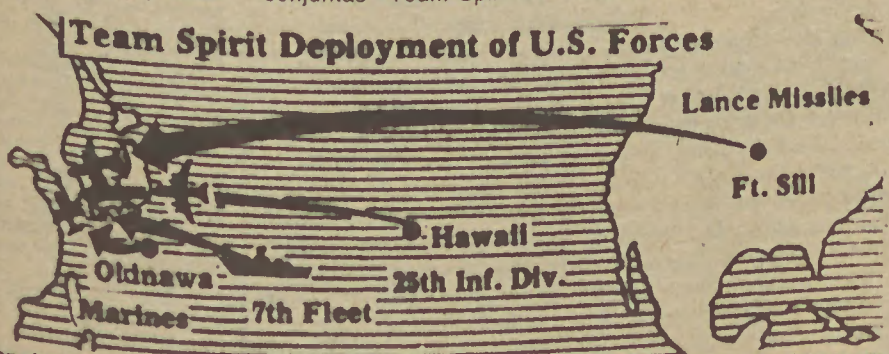 Team Spirit Deployment of U.S. Forces
Lance Missiles
Ft. Sill
Hawaii
25th Inf. Div.
Okinawa
Marines
7th Fleet